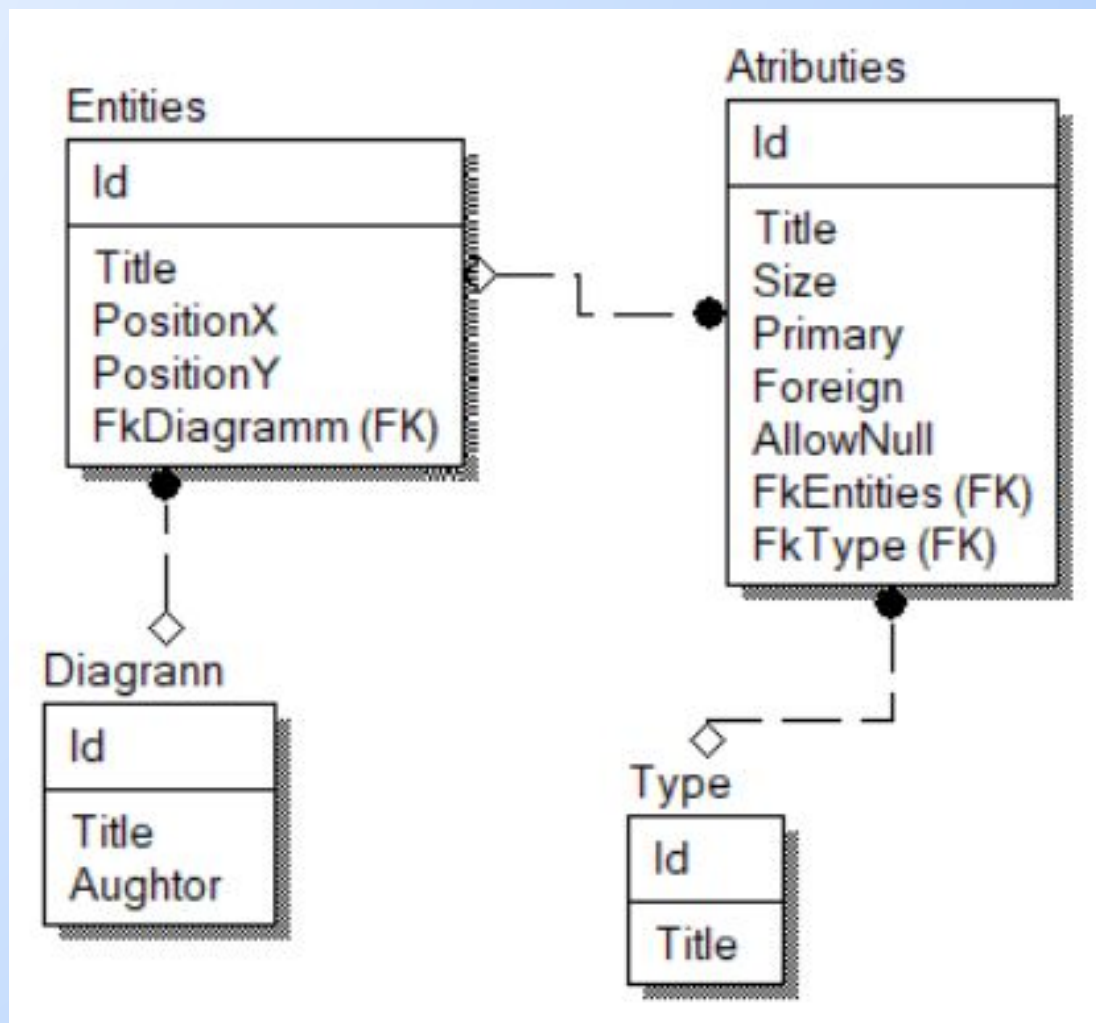 Entities
Id
Title
PositionX
PositionY
FkDiagramm (FK)
Atributies
Id
Title
Size
Primary
Foreign
AllowNull
FkEntities (FK)
FkType (FK)
Diagrann
Id
Title
Aughtor
Type
Id
Title